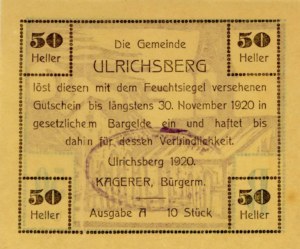 50 Heller
50 Heller
Die Gemeinde
ULRICHSBERG
löst diesen mit dem Feuchtsiegel versehenen
Gutschein bis längstens 30. November 1920 in
gesetzlichem Bargelde ein und haftet bis
dahin für dessen Verbindlichkeit.
Ulrichsberg 1920.
KAGERER, Bürgerm.
50 Heller
50 Heller
Ausgabe A 10 Stück